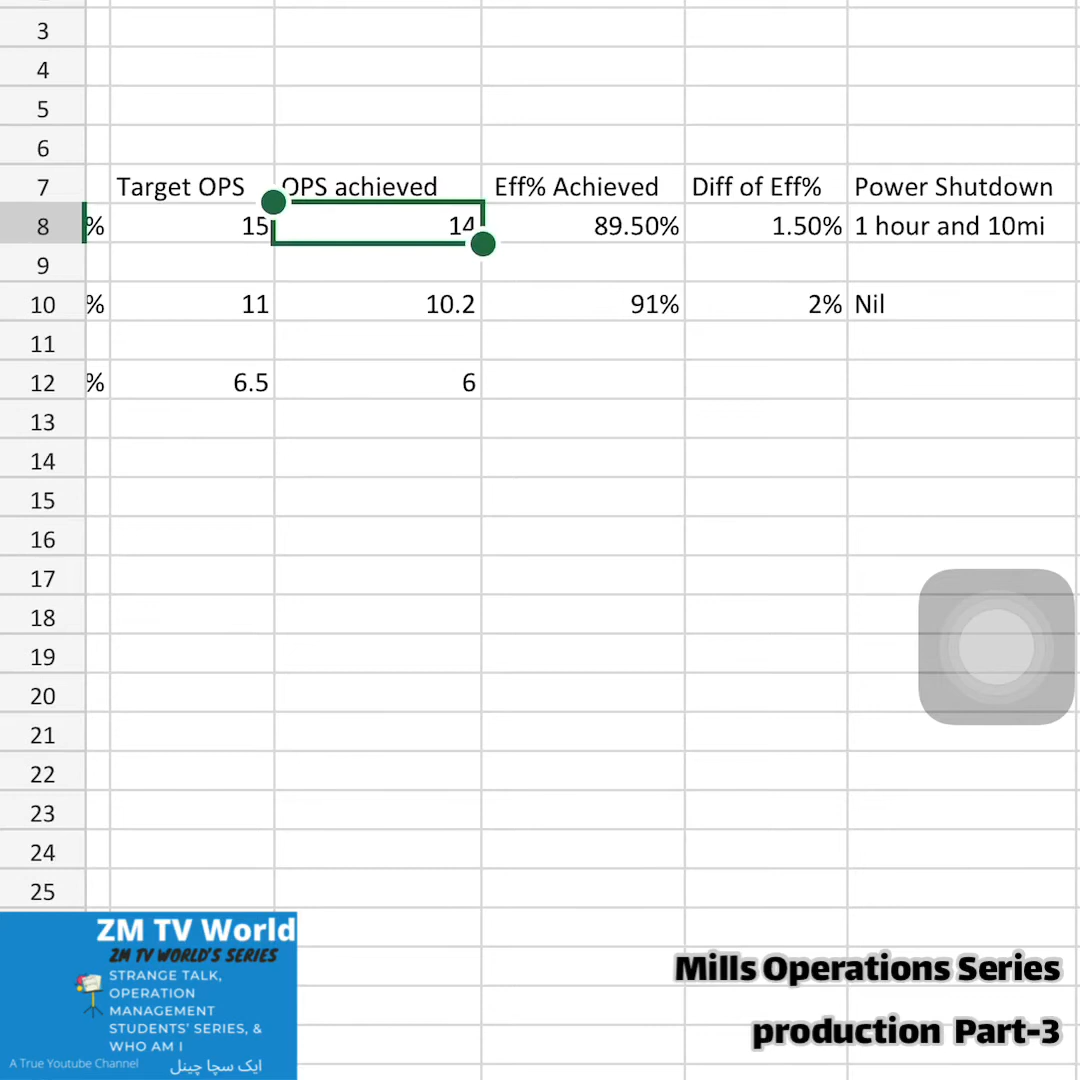 3
4
5
6
7 Target OPS OPS achieved Eff% Achieved Diff of Eff% Power Shutdown
8 % 15 14 89.50% 1.50% 1 hour and 10mi
9
10 % 11 10.2 91% 2% Nil
11
12 % 6.5 6
13
14
15
16
17
18
19
20
21
22
23
24
25
ZM TV World
ZM TV WORLD'S SERIES
STRANGE TALK,
OPERATION
MANAGEMENT
STUDENTS' SERIES, &
WHO AM I
A True Youtube Channel ایک سچا چینل
Mills Operations Series
production Part-3